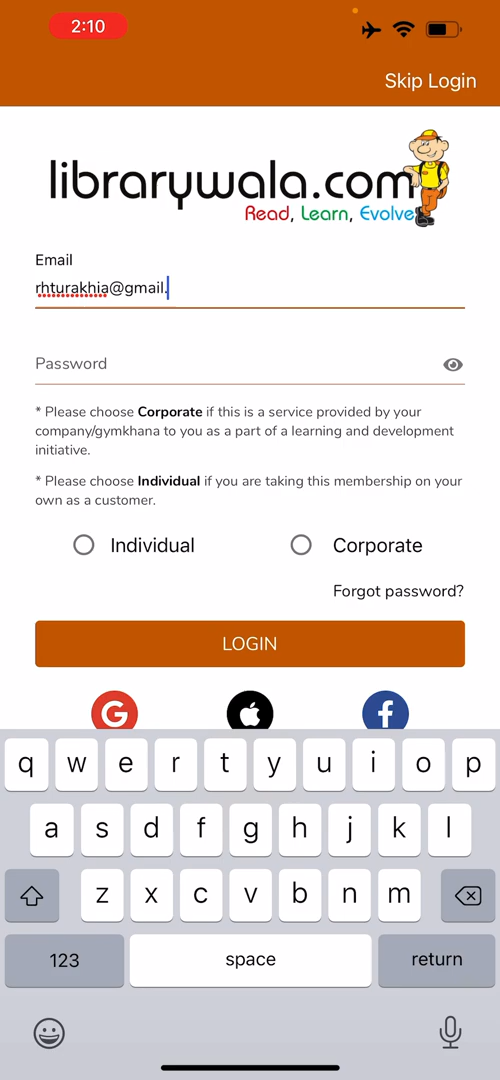 2:10
Skip Login
librarywala.com
Read, Learn, Evolve
Email
rhturakhia@gmail.
Password
* Please choose Corporate if this is a service provided by your
company/gymkhana to you as a part of a learning and development
initiative.
* Please choose Individual if you are taking this membership on your
own as a customer.
Individual Corporate
Forgot password?
LOGIN
q w e r t y u i o p
a s d f g h j k l
z x c v b n m
123 space return